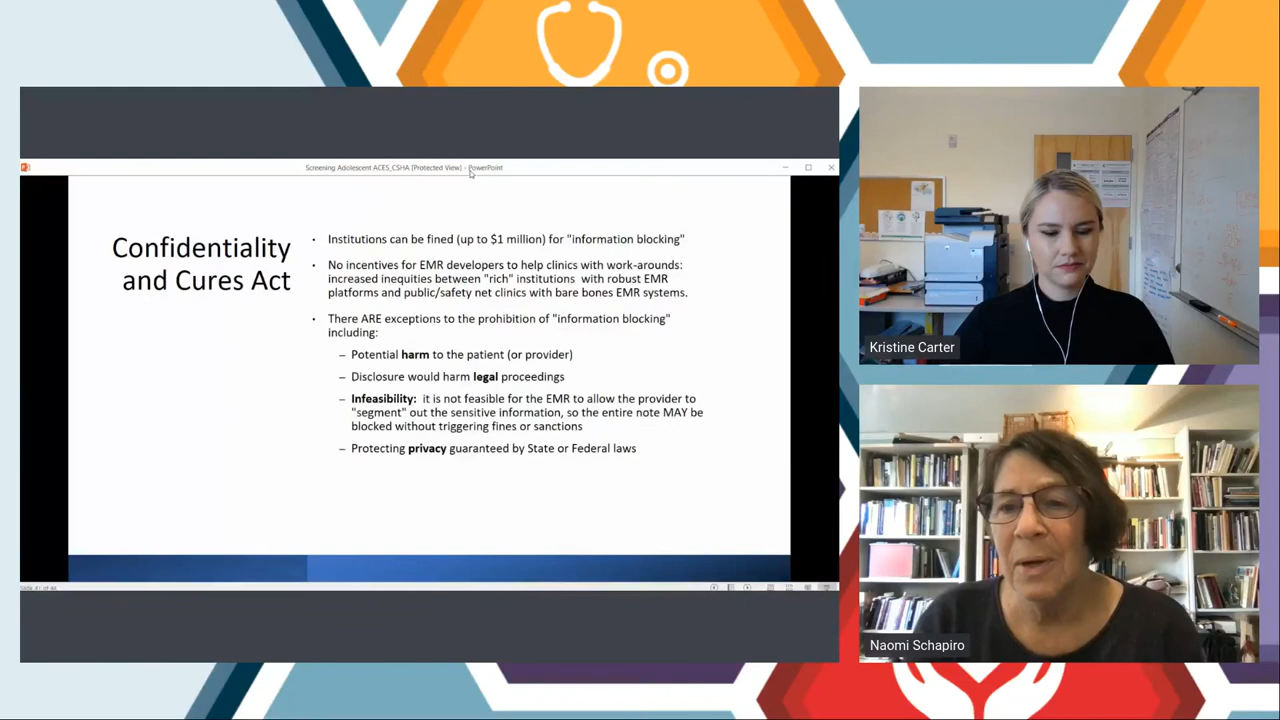 Screening Adolescent ACES_CSHA [Protected View] - PowerPoint
Confidentiality
and Cures Act
• Institutions can be fined (up to $1 million) for "information blocking"
• No incentives for EMR developers to help clinics with work-arounds:
increased inequities between "rich" institutions with robust EMR
platforms and public/safety net clinics with bare bones EMR systems.
• There ARE exceptions to the prohibition of "information blocking"
including:
– Potential harm to the patient (or provider)
– Disclosure would harm legal proceedings
– Infeasibility: it is not feasible for the EMR to allow the provider to
"segment" out the sensitive information, so the entire note MAY be
blocked without triggering fines or sanctions
– Protecting privacy guaranteed by State or Federal laws
Kristine Carter
Naomi Schapiro